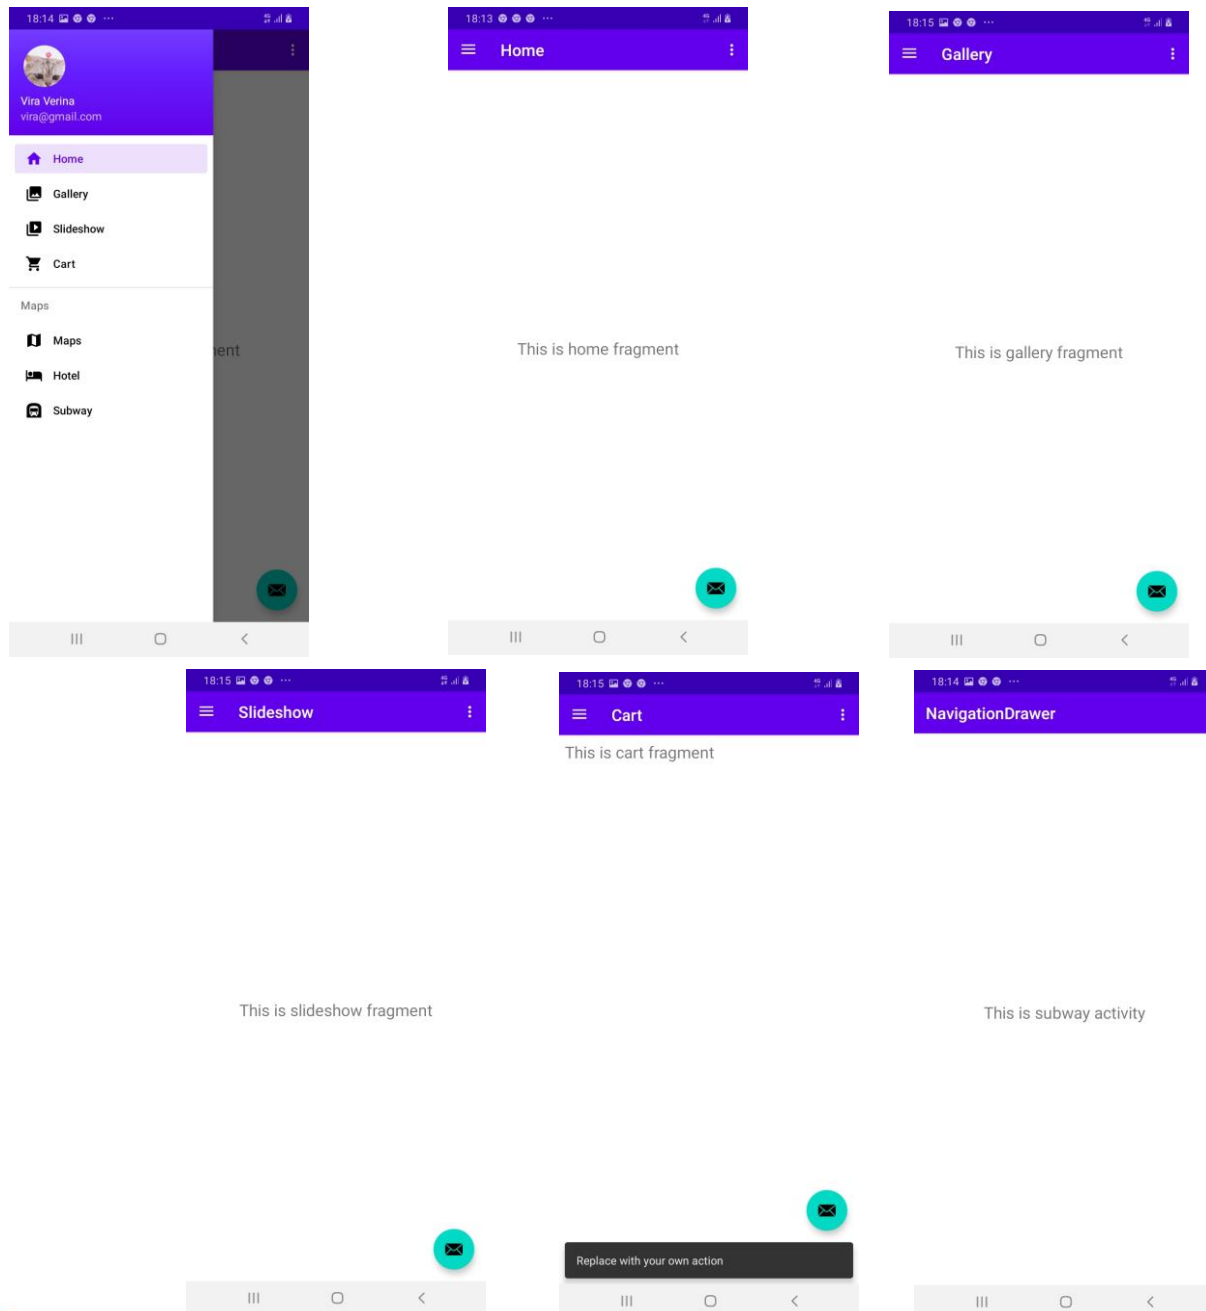 18:14
Vira Verina
vira@gmail.com
Home
Gallery
Slideshow
Cart
Maps
Maps
Hotel
Subway
ent
18:13
Home
This is home fragment
18:15
Gallery
This is gallery fragment
18:15
Slideshow
This is slideshow fragment
18:15
Cart
This is cart fragment
Replace with your own action
18:14
NavigationDrawer
This is subway activity